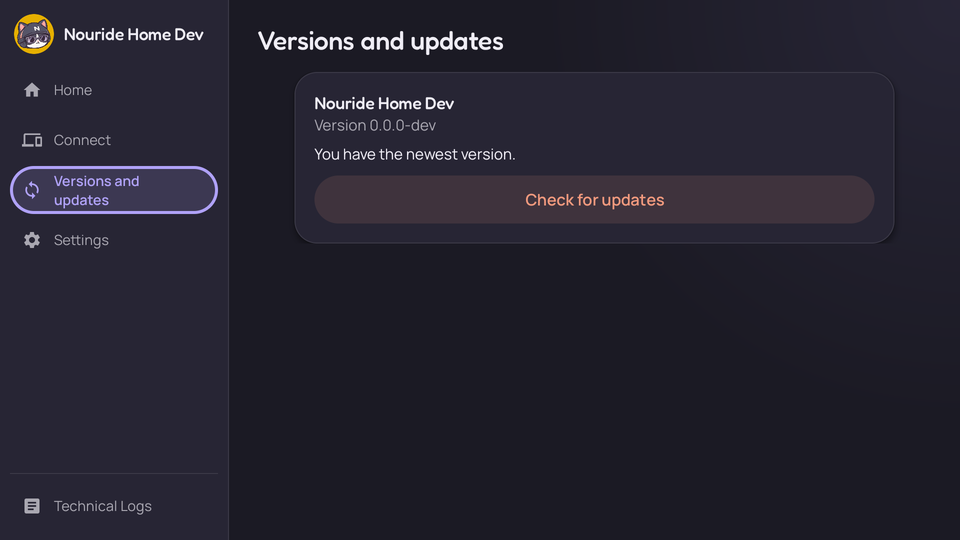 Nouride Home Dev
Home
Connect
Versions and
updates
Settings
Technical Logs
Versions and updates
Nouride Home Dev
Version 0.0.0-dev
You have the newest version.
Check for updates